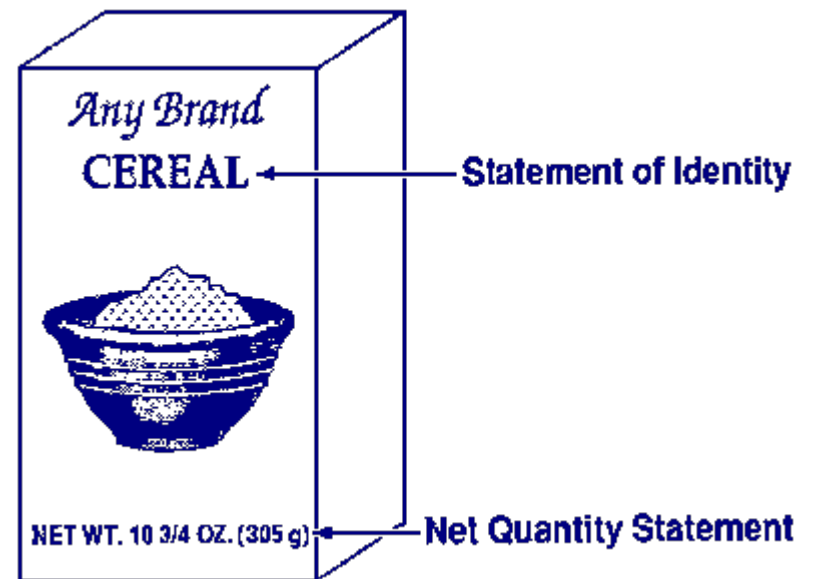 Any Brand
CEREAL
Statement of Identity
NET WT. 10 3/4 OZ. (305 g)
Net Quantity Statement